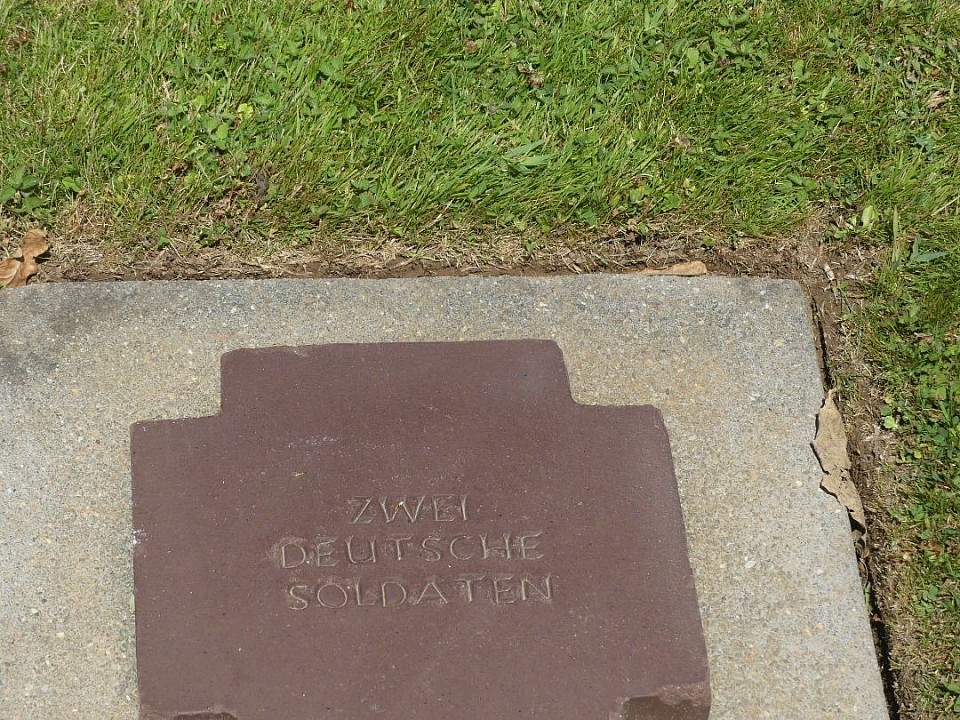 ZWEI
DEUTSCHE
SOLDATEN